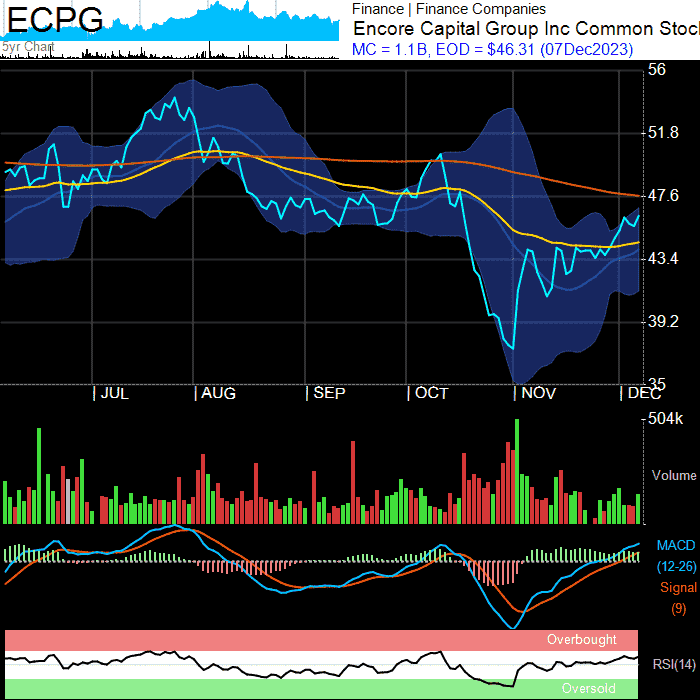 ECPG
5yr Chart
Finance | Finance Companies
Encore Capital Group Inc Common Stoc
MC = 1.1B, EOD = $46.31 (07Dec2023)
56
51.8
47.6
43.4
39.2
35
JUL AUG SEP OCT NOV DEC
504k
Volume
MACD
(12-26)
Signal
(9)
Overbought
RSI(14)
Oversold